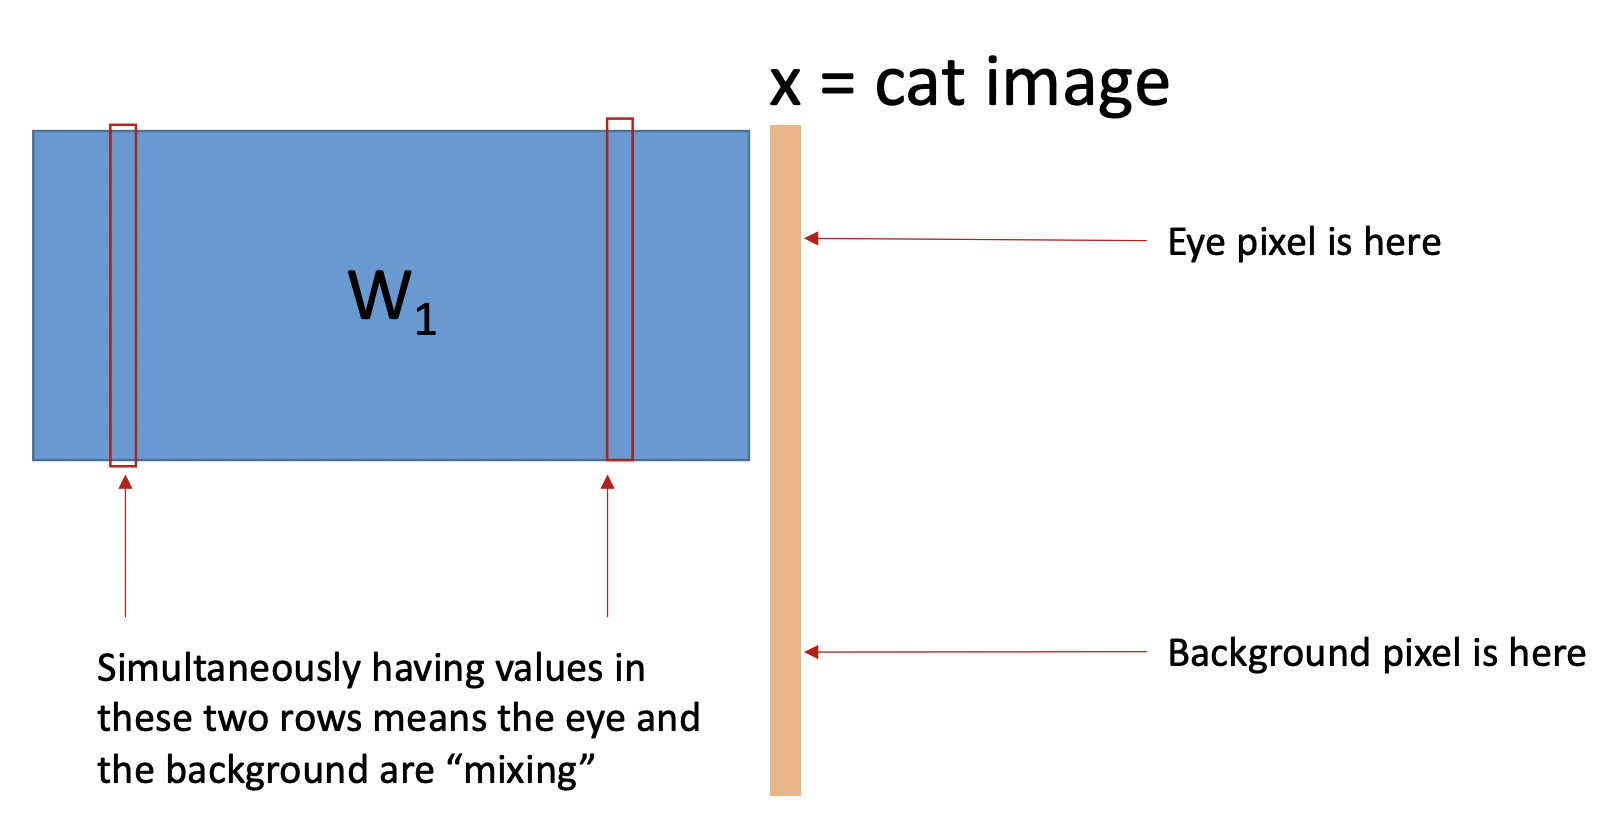 x = cat image
W₁
Eye pixel is here
Background pixel is here
Simultaneously having values in
these two rows means the eye and
the background are “mixing”